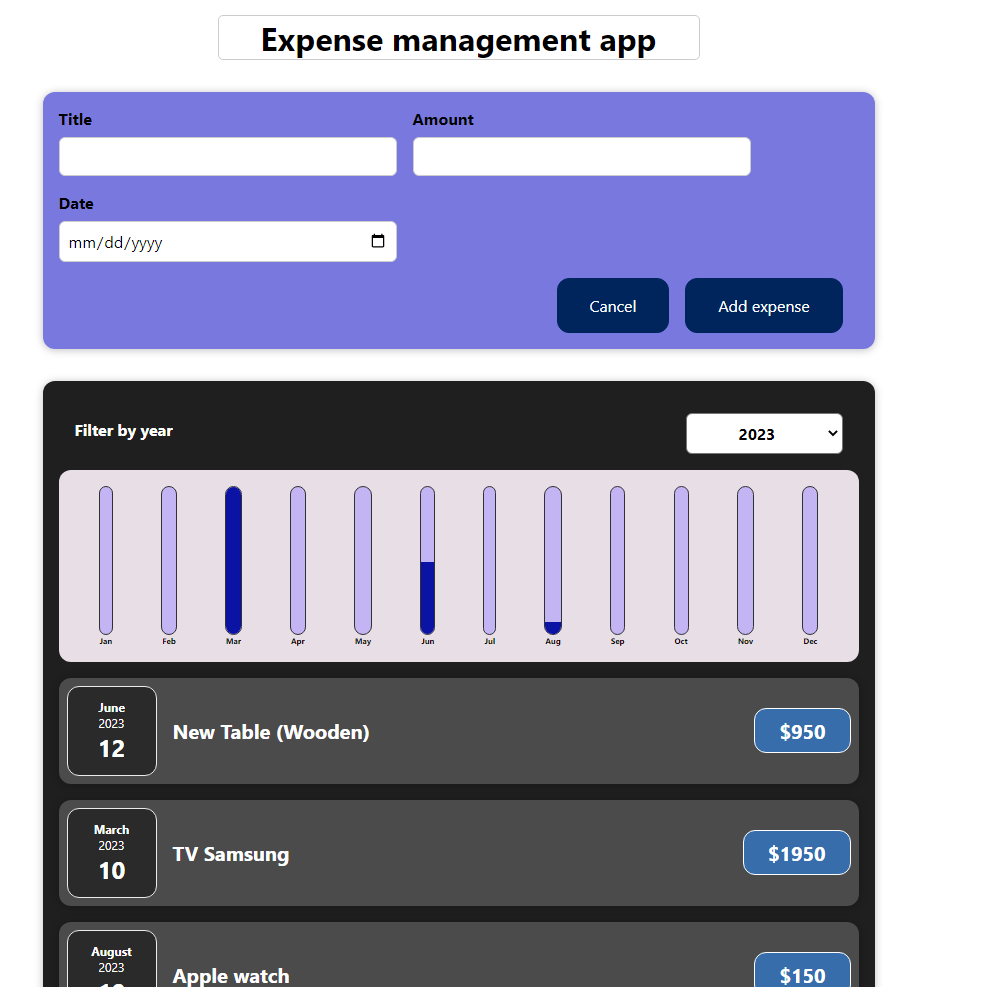 Expense management app
Title Amount
Date
mm/dd/yyyy
Cancel Add expense
Filter by year 2023
Jan Feb Mar Apr May Jun Jul Aug Sep Oct Nov Dec
June
2023
12
New Table (Wooden)
$950
March
2023
10
TV Samsung
$1950
August
2023
Apple watch
$150